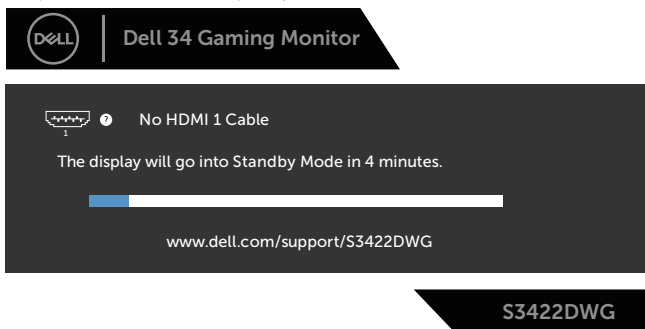 DELL
Dell 34 Gaming Monitor
? No HDMI 1 Cable
1
The display will go into Standby Mode in 4 minutes.
www.dell.com/support/S3422DWG
S3422DWG